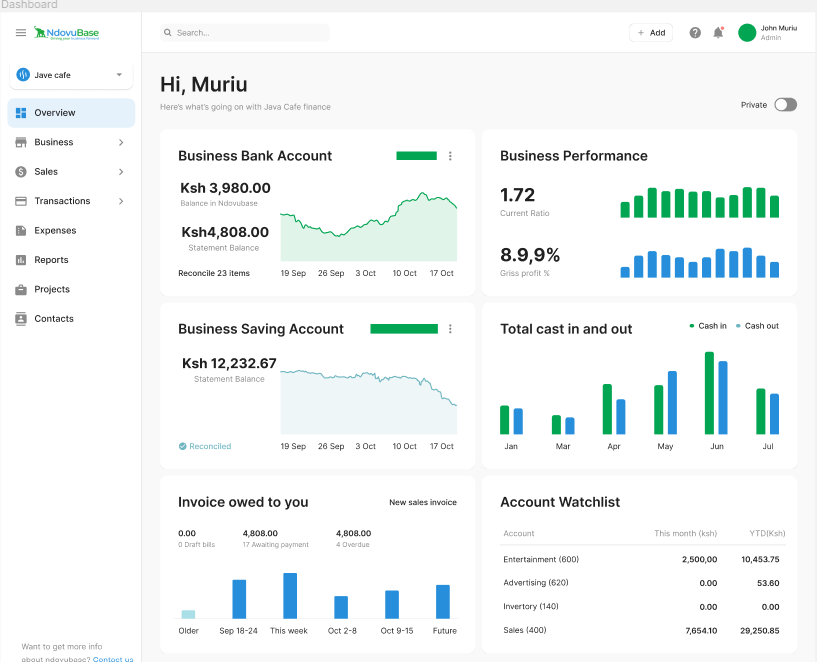 Dashboard
NdovuBase
Search...
Add
John Muriu
Admin
Jave cafe
Overview
Business
Sales
Transactions
Expenses
Reports
Projects
Contacts
Want to get more info
about ndovubase? Contact us
Hi, Muriu
Here's what's going on with Java Cafe finance
Private
Business Bank Account
Ksh 3,980.00
Balance in Ndovubase
Ksh4,808.00
Statement Balance
Reconcile 23 items
19 Sep 26 Sep 3 Oct 10 Oct 17 Oct
Business Performance
1.72
Current Ratio
8.9,9%
Griss profit %
Business Saving Account
Ksh 12,232.67
Statement Balance
Reconciled
19 Sep 26 Sep 3 Oct 10 Oct 17 Oct
Total cast in and out
Cash in Cash out
Jan Mar Apr May Jun Jul
Invoice owed to you
New sales invoice
0.00 4,808.00 4,808.00
0 Draft bills 17 Awaiting payment 4 Overdue
Older Sep 18-24 This week Oct 2-8 Oct 9-15 Future
Account Watchlist
Account This month (ksh) YTD(Ksh)
Entertainment (600) 2,500,00 10,453.75
Advertising (620) 0.00 53.60
Inventory (140) 0.00 0.00
Sales (400) 7,654.10 29,250.85